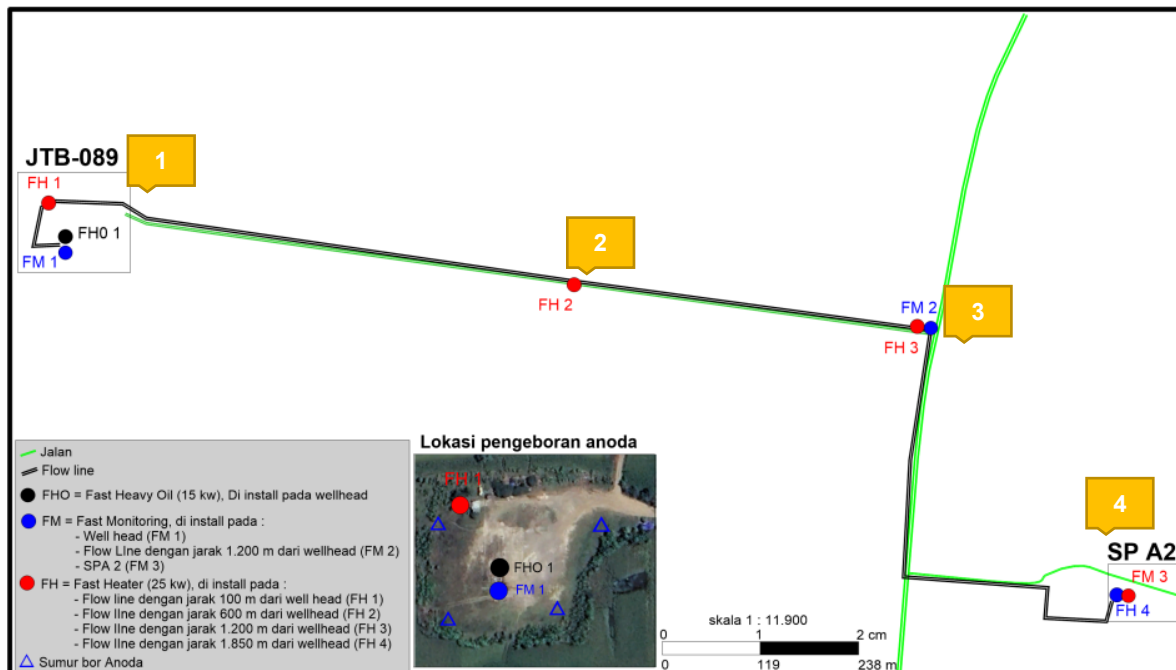 JTB-089
1
FH 1
FH0 1
FM 1
2
FH 2
FM 2
3
FH 3
4
SP A2
FM 3
FH 4
Jalan
Flow line
FHO = Fast Heavy Oil (15 kw), Di install pada wellhead
FM = Fast Monitoring, di install pada :
- Well head (FM 1)
- Flow LIne dengan jarak 1.200 m dari wellhead (FM 2)
- SPA 2 (FM 3)
FH = Fast Heater (25 kw), di install pada :
- Flow line dengan jarak 100 m dari well head (FH 1)
- Flow lIne dengan jarak 600 m dari wellhead (FH 2)
- Flow lIne dengan jarak 1.200 m dari wellhead (FH 3)
- Flow lIne dengan jarak 1.850 m dari wellhead (FH 4)
Sumur bor Anoda
Lokasi pengeboran anoda
FH 1
FHO 1
FM 1
skala 1 : 11.900
0 1 2 cm
0 119 238 m